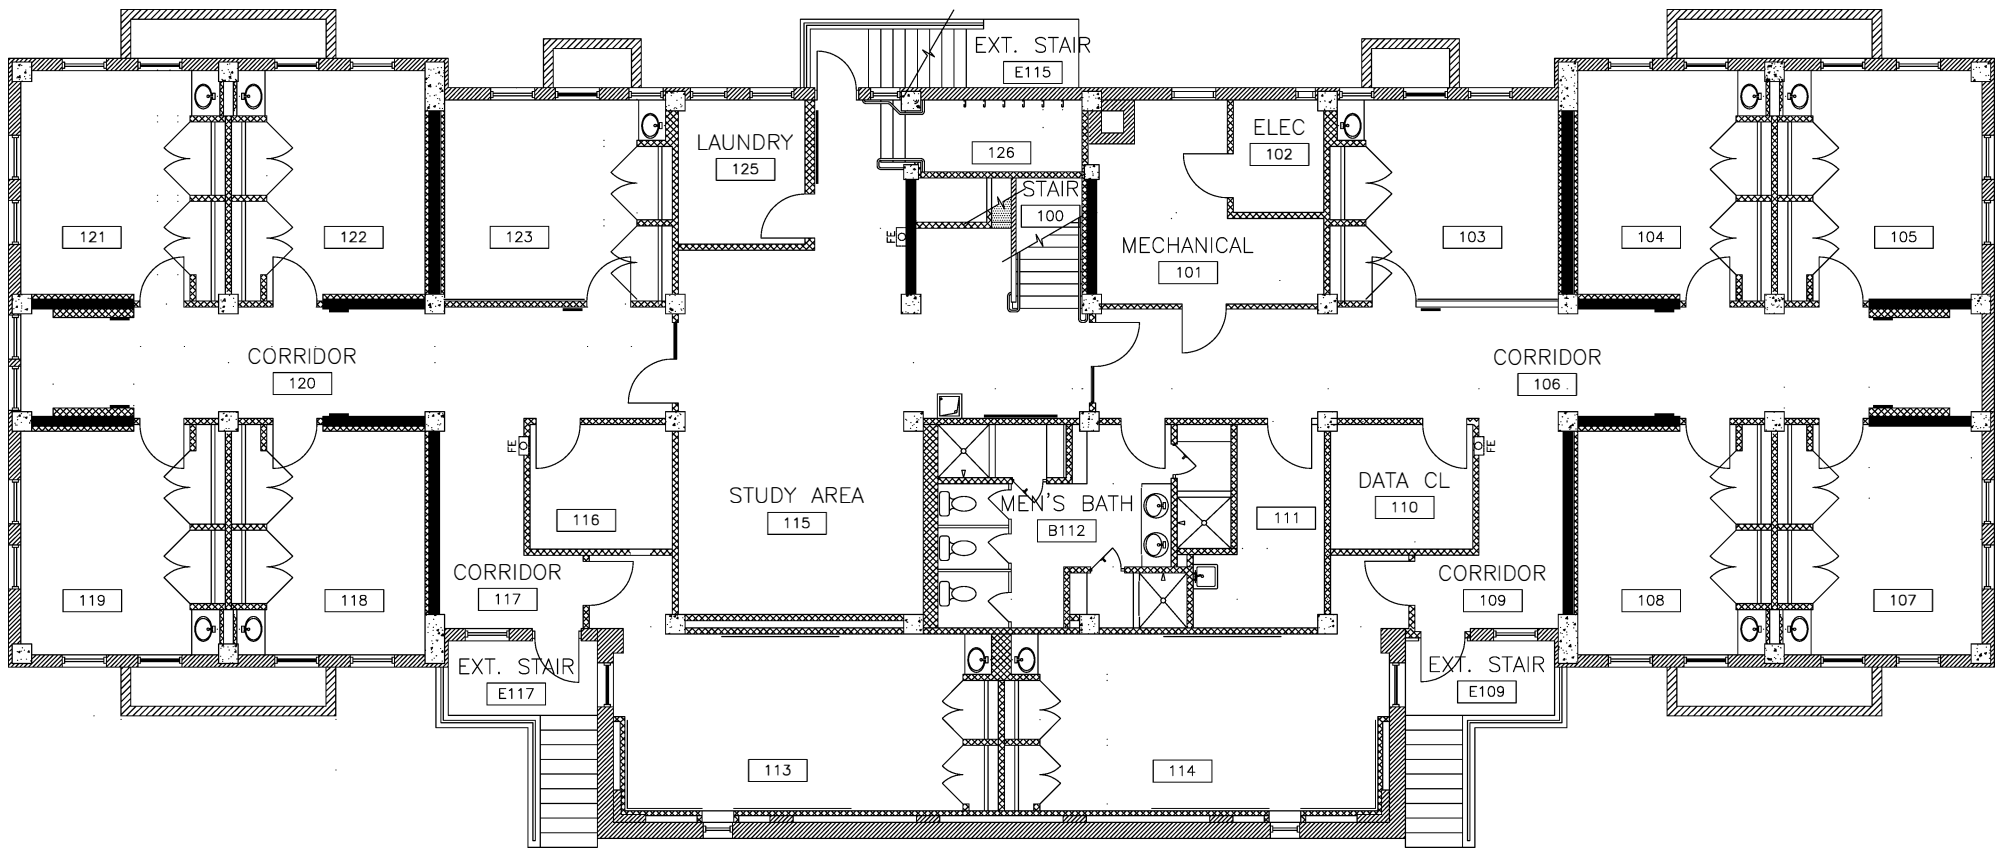 EXT. STAIR
E115
LAUNDRY
125
126
ELEC
102
STAIR
100
121
122
123
FE
MECHANICAL
101
103
104
105
CORRIDOR
120
CORRIDOR
106
FE
116
STUDY AREA
115
MEN'S BATH
B112
111
DATA CL
110
FE
119
118
CORRIDOR
117
CORRIDOR
109
108
107
EXT. STAIR
E117
EXT. STAIR
E109
113
114